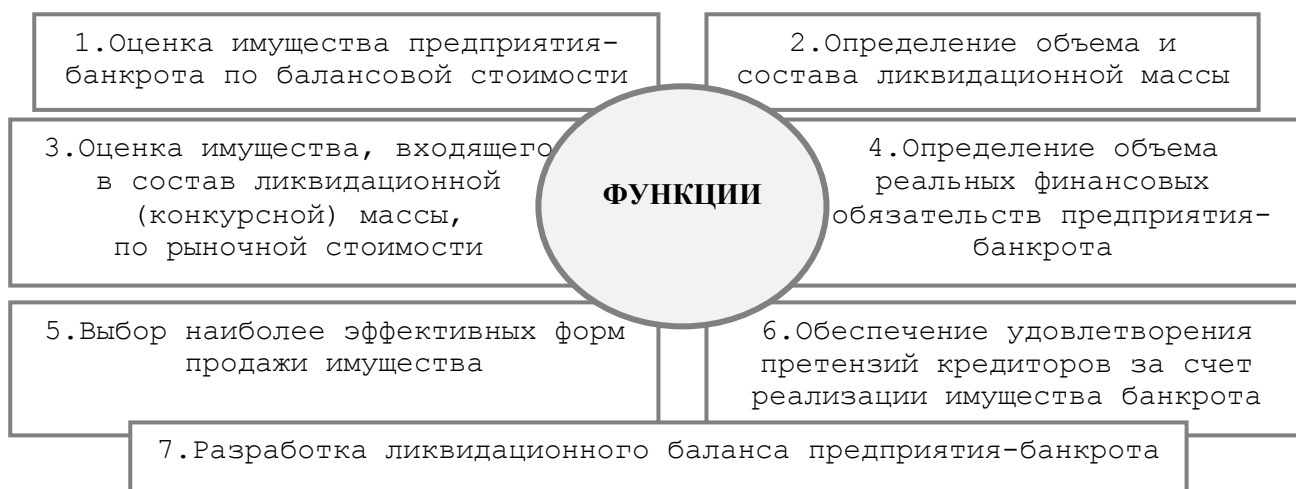 1.Оценка имущества предприятия-
банкрота по балансовой стоимости
2.Определение объема и
состава ликвидационной массы
3.Оценка имущества, входящего
в состав ликвидационной
(конкурсной) массы,
по рыночной стоимости
ФУНКЦИИ
4.Определение объема
реальных финансовых
обязательств предприятия-
банкрота
5.Выбор наиболее эффективных форм
продажи имущества
6.Обеспечение удовлетворения
претензий кредиторов за счет
реализации имущества банкрота
7.Разработка ликвидационного баланса предприятия-банкрота